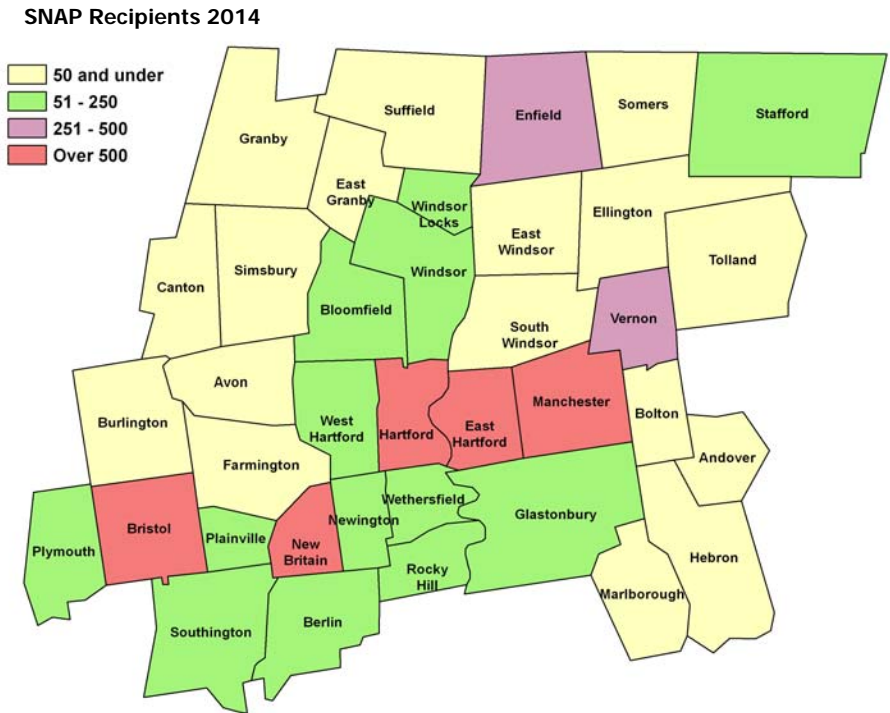 SNAP Recipients 2014
50 and under
51 - 250
251 - 500
Over 500
Granby
Suffield
Enfield
Somers
Stafford
East
Granby
Windsor
Locks
Ellington
East
Windsor
Tolland
Canton
Simsbury
Windsor
Bloomfield
South
Windsor
Vernon
Avon
Burlington
West
Hartford
Hartford
East
Hartford
Manchester
Bolton
Andover
Farmington
Wethersfield
Glastonbury
Plymouth
Bristol
Plainville
New
Britain
Newington
Rocky
Hill
Hebron
Marlborough
Southington
Berlin